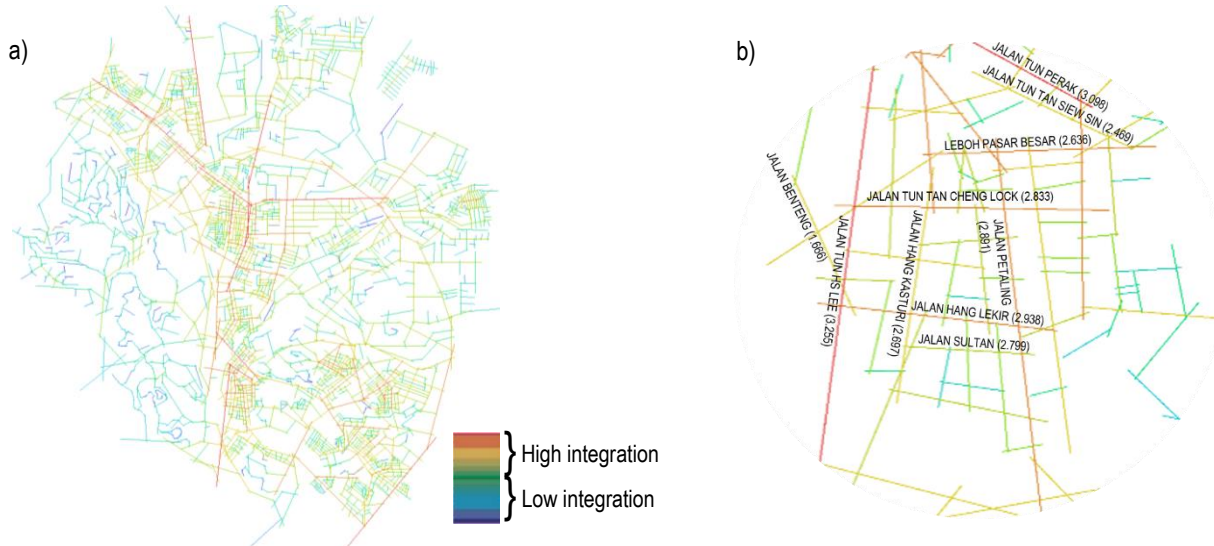 a)
High integration
Low integration
b)
JALAN TUN PERAK (3.098)
JALAN TUN TAN SIEW SIN (2.469)
LEBOH PASAR BESAR (2.636)
JALAN BENTENG (1.666)
JALAN TUN TAN CHENG LOCK (2.833)
JALAN TUN HS LEE (3.255)
JALAN HANG KASTURI (2.697)
JALAN PETALING
(2.891)
JALAN HANG LEKIR (2.938)
JALAN SULTAN (2.799)